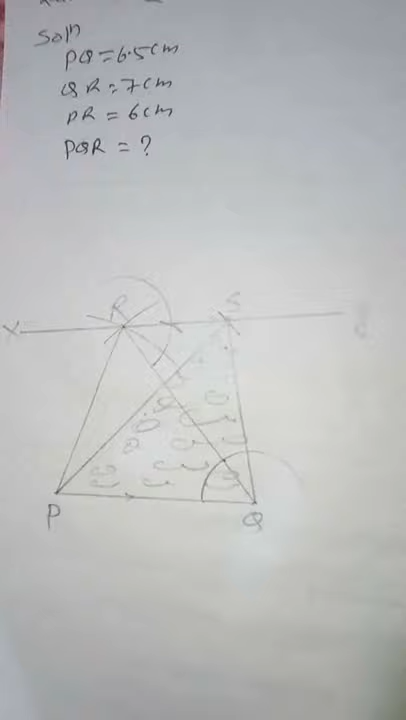 Soln
PQ = 6.5cm
QR = 7cm
PR = 6cm
PQR = ?
R
S
X
P
Q